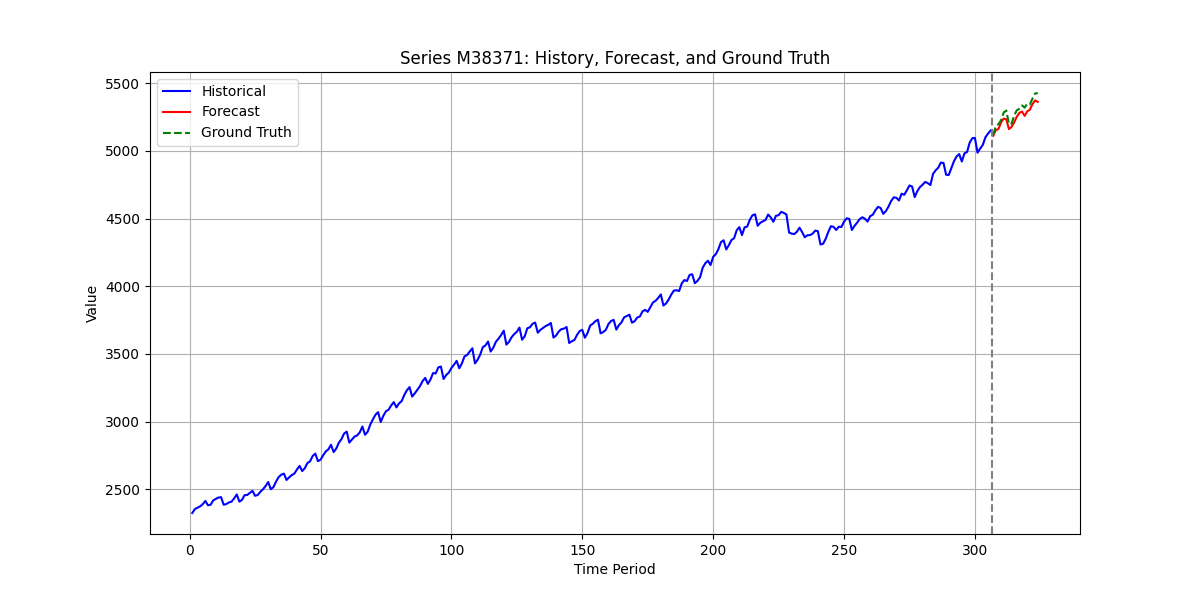 Series M38371: History, Forecast, and Ground Truth
Historical
Forecast
Ground Truth
5500
5000
4500
4000
3500
3000
2500
Value
0 50 100 150 200 250 300
Time Period